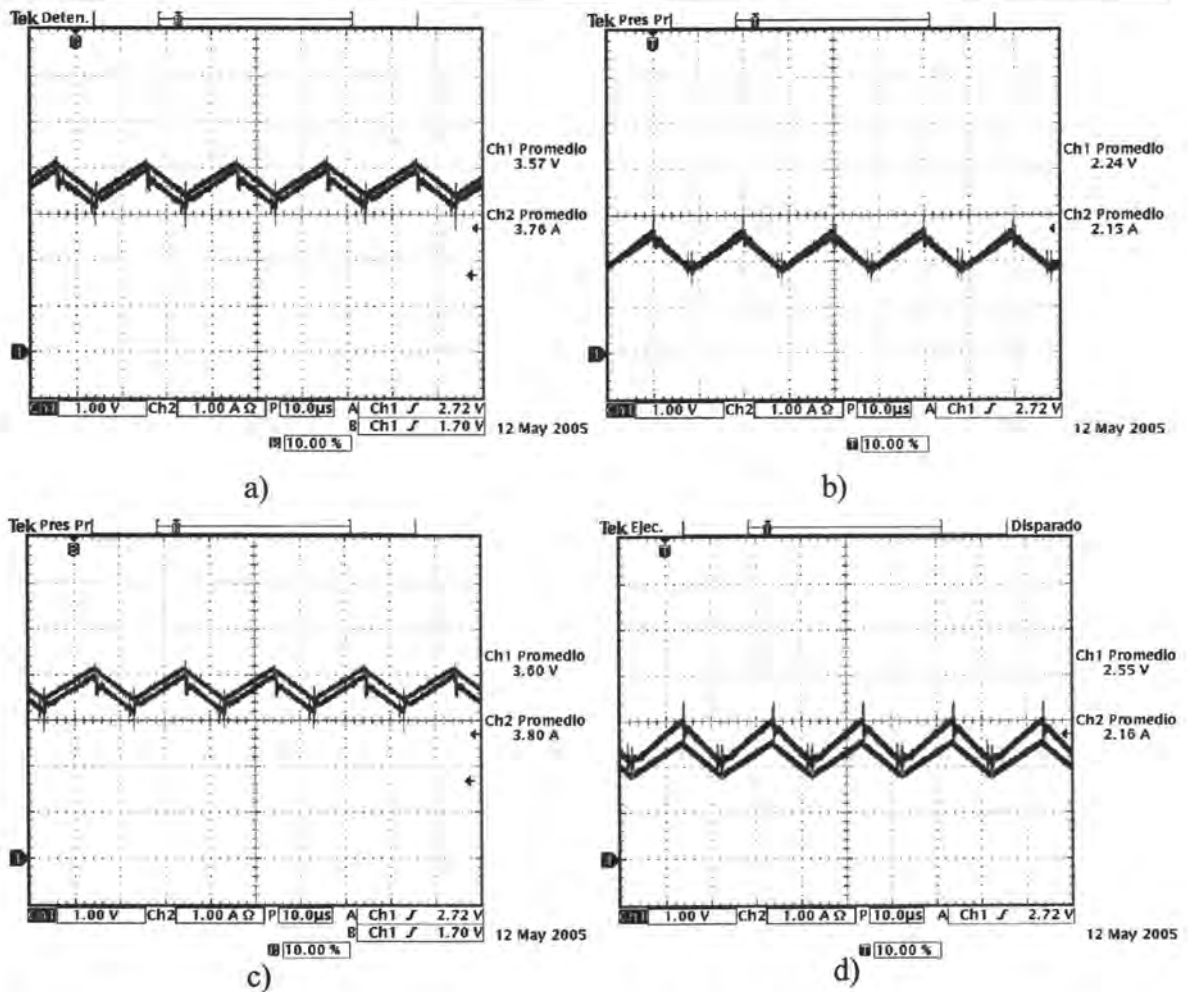 Tek Deten.
Ch1 Promedio
3.57 V
Ch2 Promedio
3.76 A
1
Ch1 1.00 V Ch2 1.00 A Ω P 10.0µs A Ch1 ʃ 2.72 V
B Ch1 ʃ 1.70 V
12 May 2005
10.00 %
a)
Tek Pres Pr
T
Ch1 Promedio
2.24 V
Ch2 Promedio
2.15 A
1
Ch1 1.00 V Ch2 1.00 A Ω P 10.0µs A Ch1 ʃ 2.72 V
12 May 2005
T 10.00 %
b)
Tek Pres Pr
Ch1 Promedio
3.60 V
Ch2 Promedio
3.80 A
1
Ch1 1.00 V Ch2 1.00 A Ω P 10.0µs A Ch1 ʃ 2.72 V
B Ch1 ʃ 1.70 V
12 May 2005
10.00 %
c)
Tek Ejec.
Disparado
T
Ch1 Promedio
2.55 V
Ch2 Promedio
2.16 A
Ch1 1.00 V Ch2 1.00 A Ω P 10.0µs A Ch1 ʃ 2.72 V
12 May 2005
T 10.00 %
d)